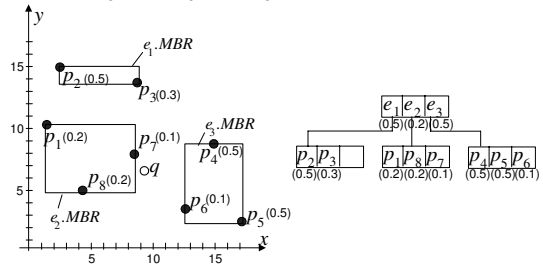 y
e1.MBR
15
p2(0.5)
p3(0.3)
10
p1(0.2)
p7(0.1)
e3.MBR
p4(0.5)
q
p8(0.2)
5
p6(0.1)
p5(0.5)
e2.MBR
x
5 10 15
e1 e2 e3
(0.5)(0.2)(0.5)
p2 p3
(0.5)(0.3)
p1 p8 p7
(0.2)(0.2)(0.1)
p4 p5 p6
(0.5)(0.5)(0.1)